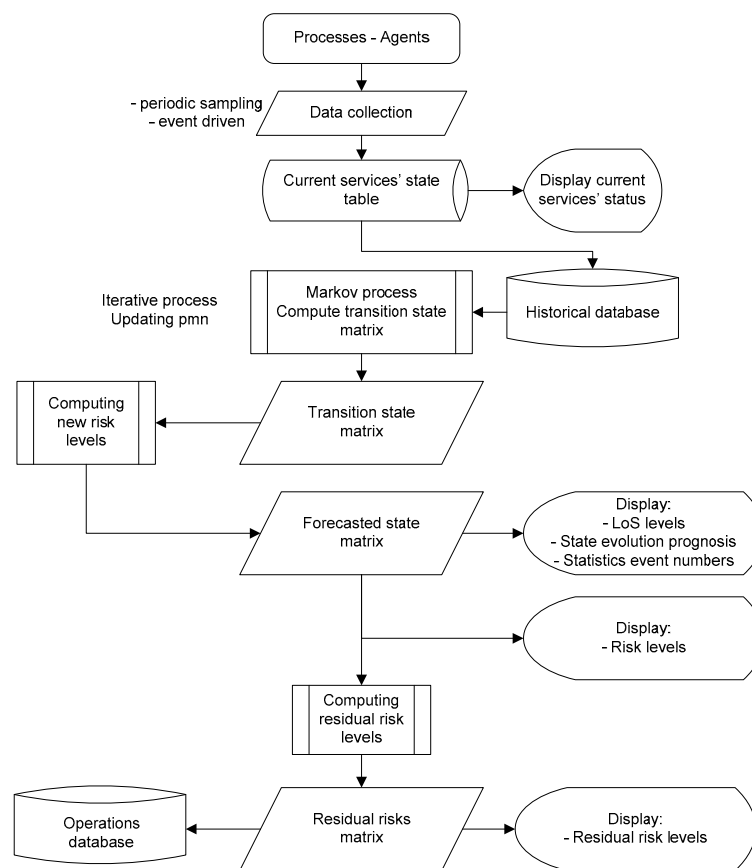 Processes - Agents
- periodic sampling
- event driven
Data collection
Current services' state
table
Display current
services' status
Iterative process
Updating pmn
Markov process
Compute transition state
matrix
Historical database
Computing
new risk
levels
Transition state
matrix
Forecasted state
matrix
Display:
- LoS levels
- State evolution prognosis
- Statistics event numbers
Display:
- Risk levels
Computing
residual risk
levels
Operations
database
Residual risks
matrix
Display:
- Residual risk levels